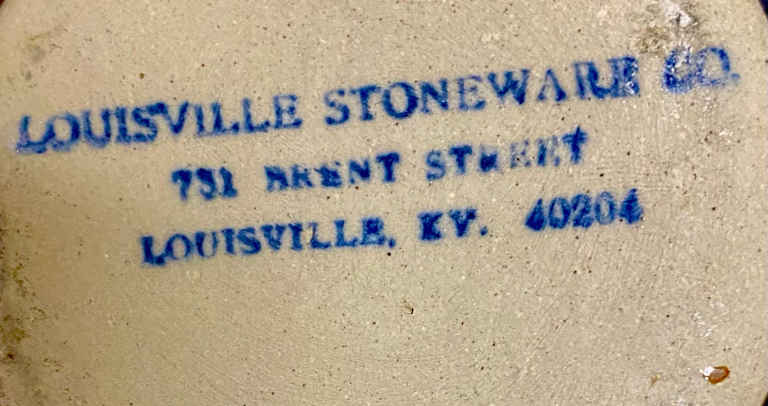 LOUISVILLE STONEWARE CO.
731 BRENT STREET
LOUISVILLE, KY. 40204